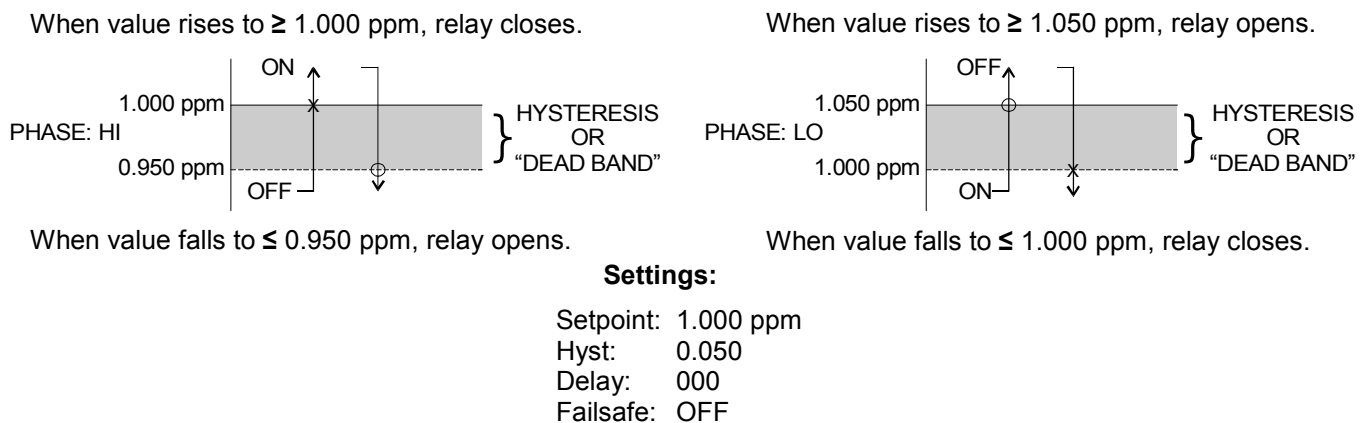 When value rises to ≥ 1.000 ppm, relay closes.
ON
1.000 ppm
PHASE: HI
0.950 ppm
OFF
HYSTERESIS
OR
“DEAD BAND”
When value falls to ≤ 0.950 ppm, relay opens.
When value rises to ≥ 1.050 ppm, relay opens.
OFF
1.050 ppm
PHASE: LO
1.000 ppm
ON
HYSTERESIS
OR
“DEAD BAND”
When value falls to ≤ 1.000 ppm, relay closes.
Settings:
Setpoint: 1.000 ppm
Hyst: 0.050
Delay: 000
Failsafe: OFF